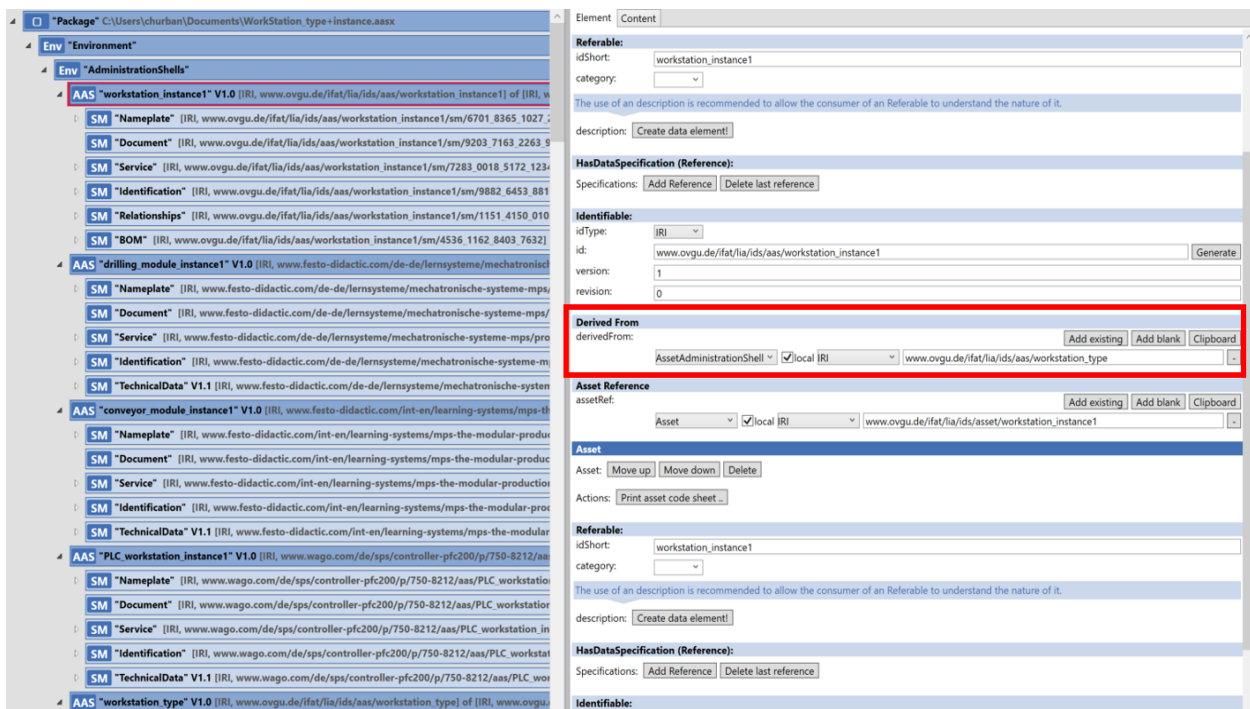 "Package" C:\Users\churban\Documents\WorkStation_type+instance.aasx
Env "Environment"
Env "AdministrationShells"
AAS "workstation_instance1" V1.0 [IRI, www.ovgu.de/ifat/lia/ids/aas/workstation_instance1] of [IRI, w
SM "Nameplate" [IRI, www.ovgu.de/ifat/lia/ids/aas/workstation_instance1/sm/6701_8365_1027_2
SM "Document" [IRI, www.ovgu.de/ifat/lia/ids/aas/workstation_instance1/sm/9203_7163_2263_9
SM "Service" [IRI, www.ovgu.de/ifat/lia/ids/aas/workstation_instance1/sm/7283_0018_5172_123
SM "Identification" [IRI, www.ovgu.de/ifat/lia/ids/aas/workstation_instance1/sm/9882_6453_881
SM "Relationships" [IRI, www.ovgu.de/ifat/lia/ids/aas/workstation_instance1/sm/1151_4150_010
SM "BOM" [IRI, www.ovgu.de/ifat/lia/ids/aas/workstation_instance1/sm/4536_1162_8403_7632]
AAS "drilling_module_instance1" V1.0 [IRI, www.festo-didactic.com/de-de/lernsysteme/mechatronisch
SM "Nameplate" [IRI, www.festo-didactic.com/de-de/lernsysteme/mechatronische-systeme-mps/
SM "Document" [IRI, www.festo-didactic.com/de-de/lernsysteme/mechatronische-systeme-mps/
SM "Service" [IRI, www.festo-didactic.com/de-de/lernsysteme/mechatronische-systeme-mps/pro
SM "Identification" [IRI, www.festo-didactic.com/de-de/lernsysteme/mechatronische-systeme-m
SM "TechnicalData" V1.1 [IRI, www.festo-didactic.com/de-de/lernsysteme/mechatronische-system
AAS "conveyor_module_instance1" V1.0 [IRI, www.festo-didactic.com/int-en/learning-systems/mps-th
SM "Nameplate" [IRI, www.festo-didactic.com/int-en/learning-systems/mps-the-modular-produ
SM "Document" [IRI, www.festo-didactic.com/int-en/learning-systems/mps-the-modular-produc
SM "Service" [IRI, www.festo-didactic.com/int-en/learning-systems/mps-the-modular-production
SM "Identification" [IRI, www.festo-didactic.com/int-en/learning-systems/mps-the-modular-pro
SM "TechnicalData" V1.1 [IRI, www.festo-didactic.com/int-en/learning-systems/mps-the-modular
AAS "PLC_workstation_instance1" V1.0 [IRI, www.wago.com/de/sps/controller-pfc200/p/750-8212/aa
SM "Nameplate" [IRI, www.wago.com/de/sps/controller-pfc200/p/750-8212/aas/PLC_workstatio
SM "Document" [IRI, www.wago.com/de/sps/controller-pfc200/p/750-8212/aas/PLC_workstation
SM "Service" [IRI, www.wago.com/de/sps/controller-pfc200/p/750-8212/aas/PLC_workstation_in
SM "Identification" [IRI, www.wago.com/de/sps/controller-pfc200/p/750-8212/aas/PLC_workstat
SM "TechnicalData" V1.1 [IRI, www.wago.com/de/sps/controller-pfc200/p/750-8212/aas/PLC_wor
AAS "workstation_type" V1.0 [IRI, www.ovgu.de/ifat/lia/ids/aas/workstation_type] of [IRI, www.ovgu.
Element Content
Referable:
idShort: workstation_instance1
category:
The use of an description is recommended to allow the consumer of an Referable to understand the nature of it.
description: Create data element!
HasDataSpecification (Reference):
Specifications: Add Reference Delete last reference
Identifiable:
idType: IRI
id: www.ovgu.de/ifat/lia/ids/aas/workstation_instance1 Generate
version: 1
revision: 0
Derived From
derivedFrom: Add existing Add blank Clipboard
AssetAdministrationShell local IRI www.ovgu.de/ifat/lia/ids/aas/workstation_type -
Asset Reference
assetRef: Add existing Add blank Clipboard
Asset local IRI www.ovgu.de/ifat/lia/ids/asset/workstation_instance1 -
Asset
Asset: Move up Move down Delete
Actions: Print asset code sheet ..
Referable:
idShort: workstation_instance1
category:
The use of an description is recommended to allow the consumer of an Referable to understand the nature of it.
description: Create data element!
HasDataSpecification (Reference):
Specifications: Add Reference Delete last reference
Identifiable: